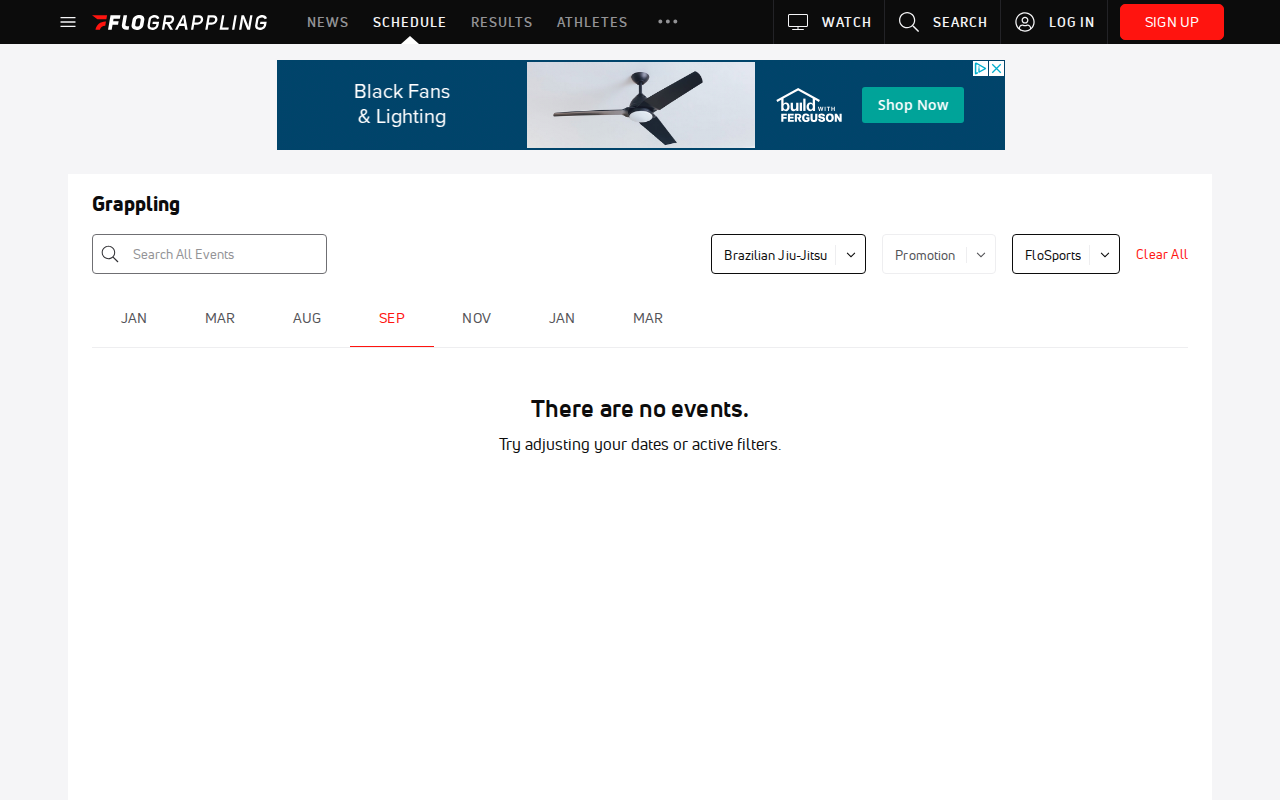 FLOGRAPPLING NEWS SCHEDULE RESULTS ATHLETES WATCH SEARCH LOG IN SIGN UP
Black Fans
& Lighting
build WITH
FERGUSON
Shop Now
Grappling
Search All Events
Brazilian Jiu-Jitsu Promotion FloSports Clear All
JAN MAR AUG SEP NOV JAN MAR
There are no events.
Try adjusting your dates or active filters.